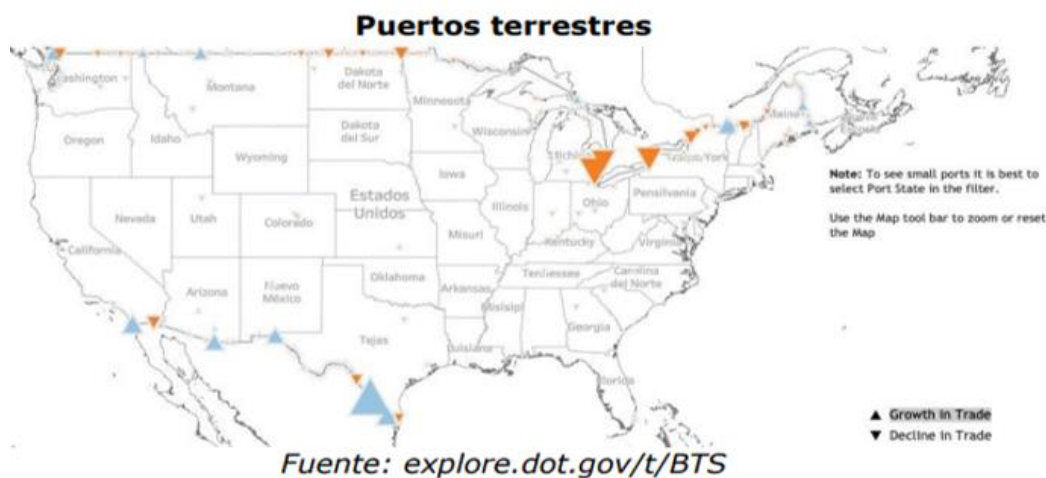 Puertos terrestres
Washington
Montana
Dakota
del Norte
Minnesota
Oregon
Idaho
Dakota
del Sur
Wisconsin
Wyoming
Iowa
Nevada
Utah
Colorado
Estados
Unidos
Illinois
Ohio
Pensilvania
California
Misuri
Kentucky
Virginia
Arizona
Nuevo
México
Oklahoma
Arkansas
Tennessee
Carolina
del Norte
Misisipi
Tejas
Georgia
Luisiana
Florida
Note: To see small ports it is best to
select Port State in the filter.
Use the Map tool bar to zoom or reset
the Map
▲ Growth in Trade
▼ Decline in Trade
Fuente: explore.dot.gov/t/BTS